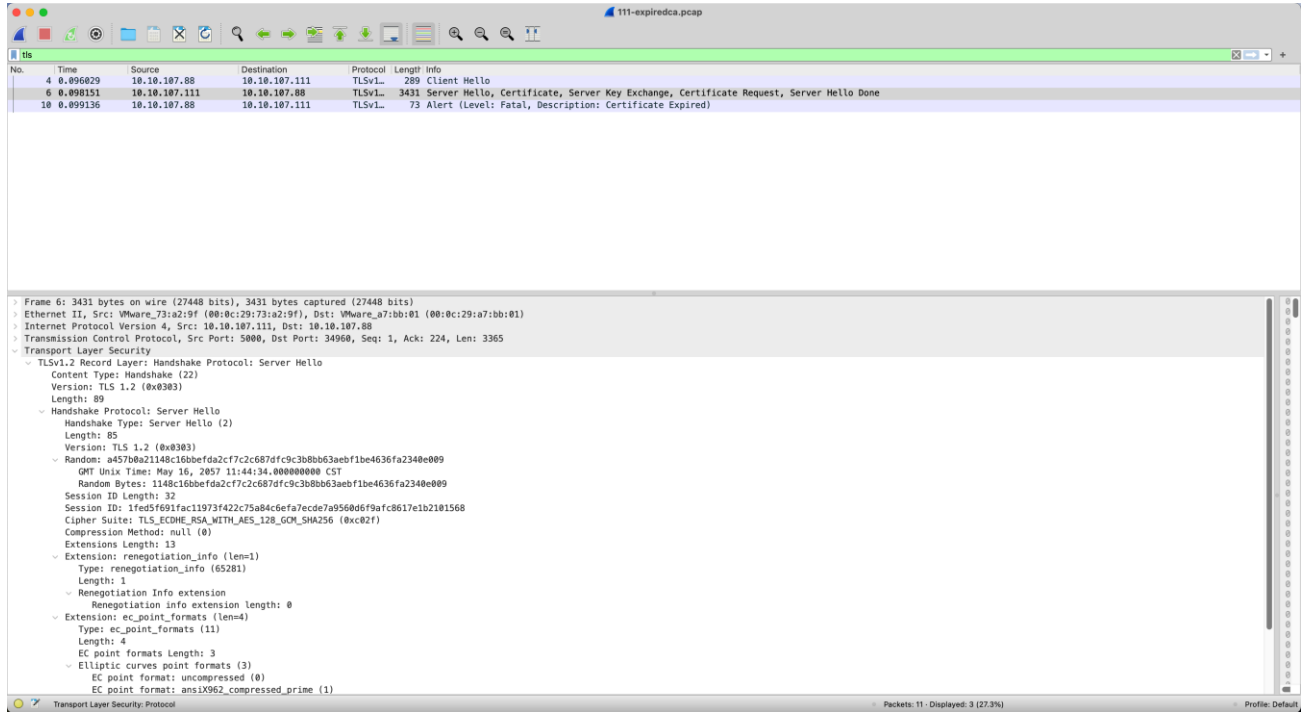 111-expiredca.pcap
tls
No. Time Source Destination Protocol Length Info
4 0.096029 10.10.107.88 10.10.107.111 TLSv1… 289 Client Hello
6 0.098151 10.10.107.111 10.10.107.88 TLSv1… 3431 Server Hello, Certificate, Server Key Exchange, Certificate Request, Server Hello Done
10 0.099136 10.10.107.88 10.10.107.111 TLSv1… 73 Alert (Level: Fatal, Description: Certificate Expired)
Frame 6: 3431 bytes on wire (27448 bits), 3431 bytes captured (27448 bits)
Ethernet II, Src: VMware_73:a2:9f (00:0c:29:73:a2:9f), Dst: VMware_a7:bb:01 (00:0c:29:a7:bb:01)
Internet Protocol Version 4, Src: 10.10.107.111, Dst: 10.10.107.88
Transmission Control Protocol, Src Port: 5000, Dst Port: 34960, Seq: 1, Ack: 224, Len: 3365
Transport Layer Security
TLSv1.2 Record Layer: Handshake Protocol: Server Hello
Content Type: Handshake (22)
Version: TLS 1.2 (0x0303)
Length: 89
Handshake Protocol: Server Hello
Handshake Type: Server Hello (2)
Length: 85
Version: TLS 1.2 (0x0303)
Random: a457b0a21148c16bbefda2cf7c2c687dfc9c3b8bb63aebf1be4636fa2340e009
GMT Unix Time: May 16, 2057 11:44:34.000000000 CST
Random Bytes: 1148c16bbefda2cf7c2c687dfc9c3b8bb63aebf1be4636fa2340e009
Session ID Length: 32
Session ID: 1fed5f691fac11973f422c75a84c6efa7ecde7a9560d6f9afc8617e1b2101568
Cipher Suite: TLS_ECDHE_RSA_WITH_AES_128_GCM_SHA256 (0xc02f)
Compression Method: null (0)
Extensions Length: 13
Extension: renegotiation_info (len=1)
Type: renegotiation_info (65281)
Length: 1
Renegotiation Info extension
Renegotiation info extension length: 0
Extension: ec_point_formats (len=4)
Type: ec_point_formats (11)
Length: 4
EC point formats Length: 3
Elliptic curves point formats (3)
EC point format: uncompressed (0)
EC point format: ansiX962_compressed_prime (1)
Transport Layer Security: Protocol Packets: 11 · Displayed: 3 (27.3%) Profile: Default